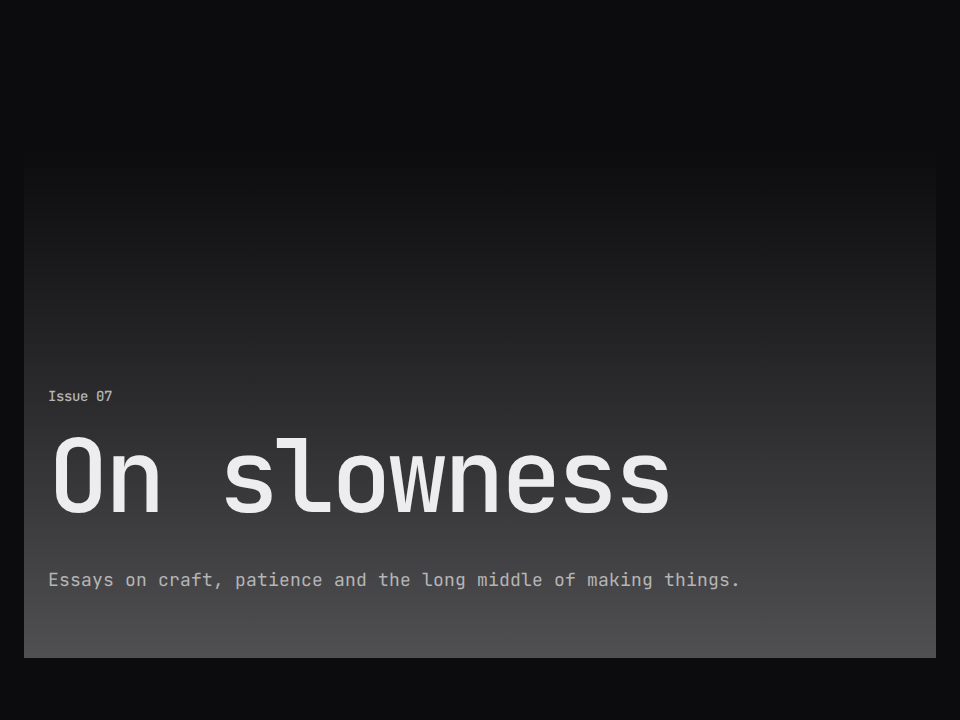 Issue 07
On slowness
Essays on craft, patience and the long middle of making things.